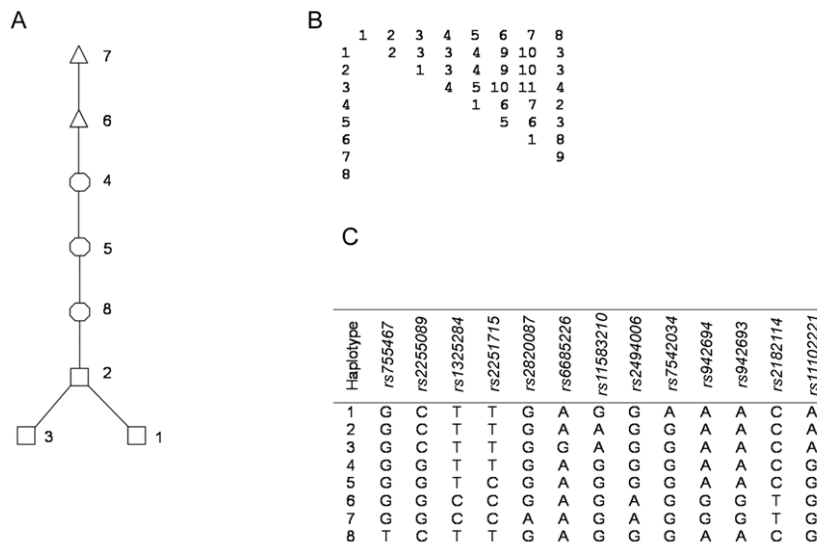 A
7
6
4
5
8
2
3 1
B
1 2 3 4 5 6 7 8
1 2 3 3 4 9 10 3
2 1 3 4 9 10 3
3 4 5 10 11 4
4 1 6 7 2
5 5 6 3
6 1 8
7 9
8
C
Haplotype rs755467 rs2255089 rs1325284 rs2251715 rs2820087 rs6685226 rs11583210 rs2494006 rs7542034 rs942694 rs942693 rs2182114 rs11102221
1 G C T T G A G G A A A C A
2 G C T T G A A G G A A C A
3 G C T T G G A G G A A C A
4 G G T T G A G G G A A C G
5 G G T C G A G G G A A C G
6 G G C C G A G A G G G T G
7 G G C C A A G A G G G T G
8 T C T T G A G G G A A C G